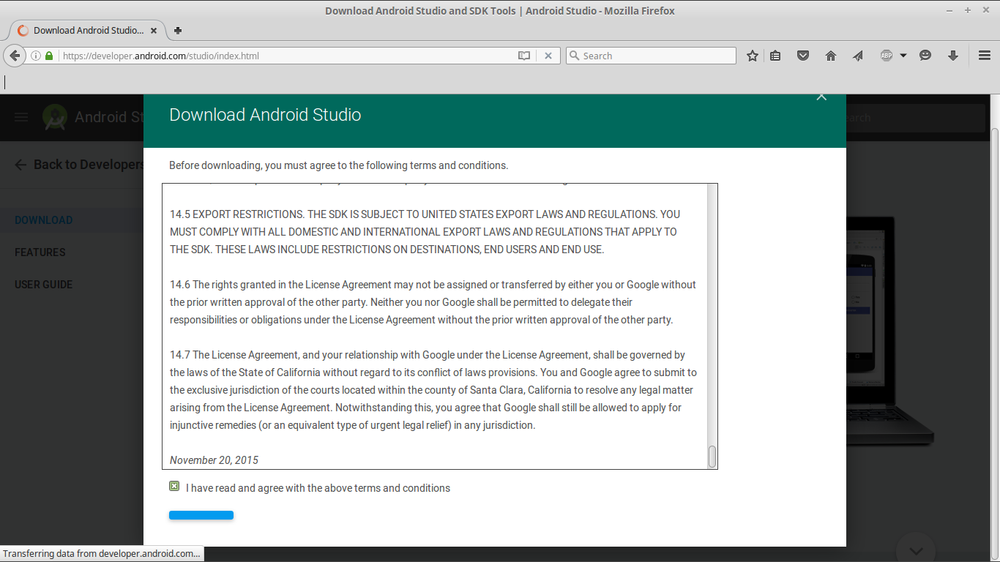 Download Android Studio and SDK Tools | Android Studio - Mozilla Firefox
Download Android Studio...
https://developer.android.com/studio/index.html
Search
ABP
Android St
earch
Download Android Studio
Back to Developers
Before downloading, you must agree to the following terms and conditions.
DOWNLOAD
FEATURES
USER GUIDE
14.5 EXPORT RESTRICTIONS. THE SDK IS SUBJECT TO UNITED STATES EXPORT LAWS AND REGULATIONS. YOU
MUST COMPLY WITH ALL DOMESTIC AND INTERNATIONAL EXPORT LAWS AND REGULATIONS THAT APPLY TO
THE SDK. THESE LAWS INCLUDE RESTRICTIONS ON DESTINATIONS, END USERS AND END USE.
14.6 The rights granted in the License Agreement may not be assigned or transferred by either you or Google without
the prior written approval of the other party. Neither you nor Google shall be permitted to delegate their
responsibilities or obligations under the License Agreement without the prior written approval of the other party.
14.7 The License Agreement, and your relationship with Google under the License Agreement, shall be governed by
the laws of the State of California without regard to its conflict of laws provisions. You and Google agree to submit to
the exclusive jurisdiction of the courts located within the county of Santa Clara, California to resolve any legal matter
arising from the License Agreement. Notwithstanding this, you agree that Google shall still be allowed to apply for
injunctive remedies (or an equivalent type of urgent legal relief) in any jurisdiction.
November 20, 2015
I have read and agree with the above terms and conditions
Transferring data from developer.android.com...